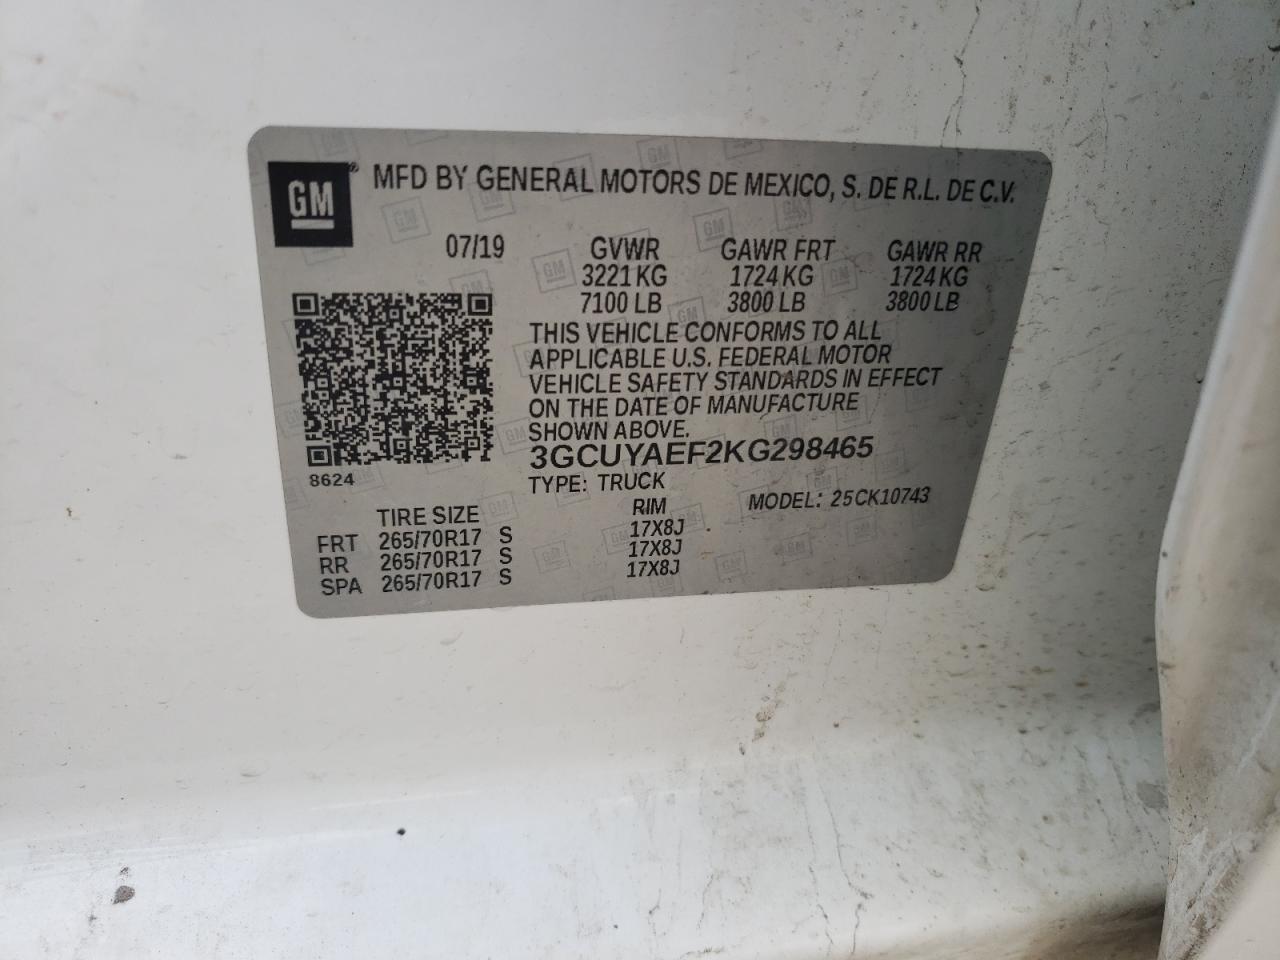 GM® MFD BY GENERAL MOTORS DE MEXICO, S. DE R.L. DE C.V.
07/19 GVWR GAWR FRT GAWR RR
3221 KG 1724 KG 1724 KG
7100 LB 3800 LB 3800 LB
THIS VEHICLE CONFORMS TO ALL
APPLICABLE U.S. FEDERAL MOTOR
VEHICLE SAFETY STANDARDS IN EFFECT
ON THE DATE OF MANUFACTURE
SHOWN ABOVE.
3GCUYAEF2KG298465
8624 TYPE: TRUCK
MODEL: 25CK10743
TIRE SIZE RIM
FRT 265/70R17 S 17X8J
RR 265/70R17 S 17X8J
SPA 265/70R17 S 17X8J